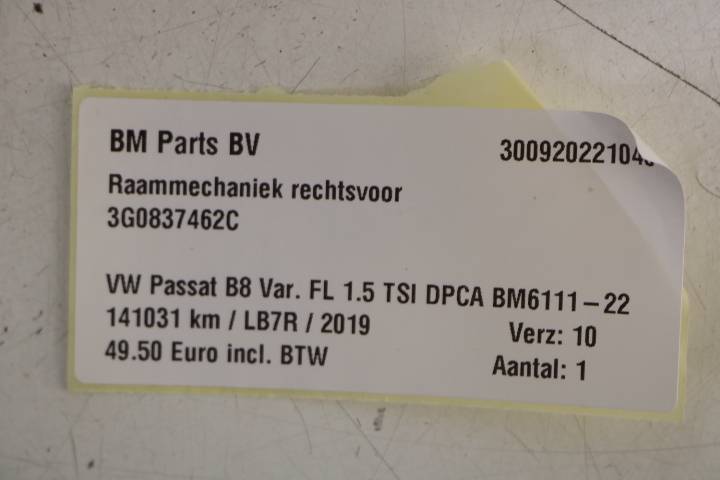 BM Parts BV
Raammechaniek rechtsvoor
3G0837462C
VW Passat B8 Var. FL 1.5 TSI DPCA BM6111-22
141031 km / LB7R / 2019 Verz: 10
49.50 Euro incl. BTW Aantal: 1